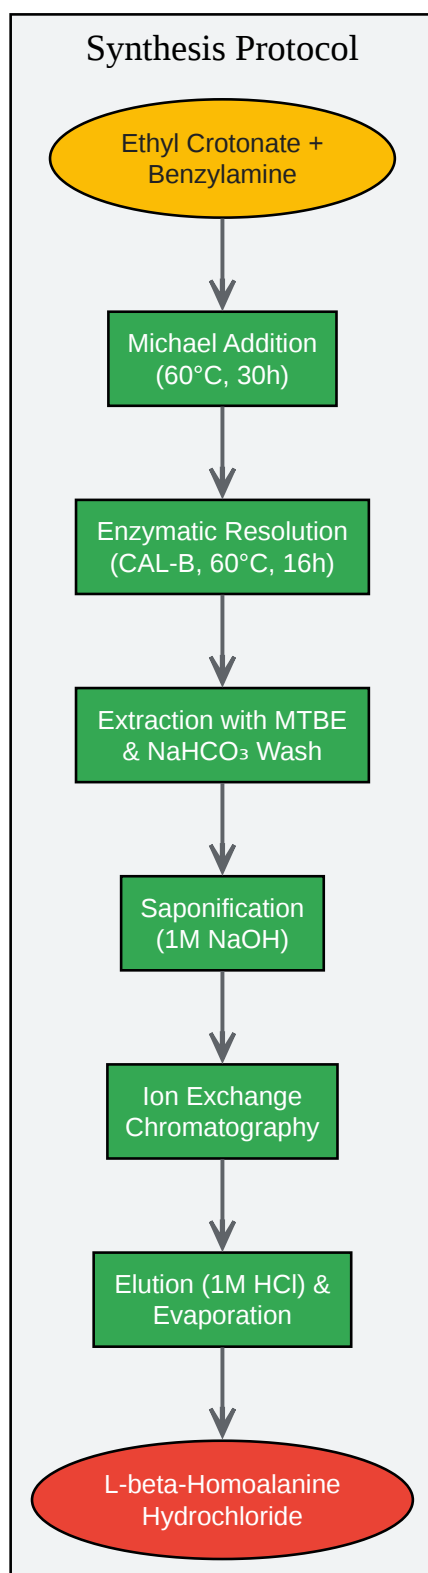 Synthesis Protocol
Ethyl Crotonate +
Benzylamine
Michael Addition
(60°C, 30h)
Enzymatic Resolution
(CAL-B, 60°C, 16h)
Extraction with MTBE
& NaHCO₃ Wash
Saponification
(1M NaOH)
Ion Exchange
Chromatography
Elution (1M HCl) &
Evaporation
L-beta-Homoalanine
Hydrochloride